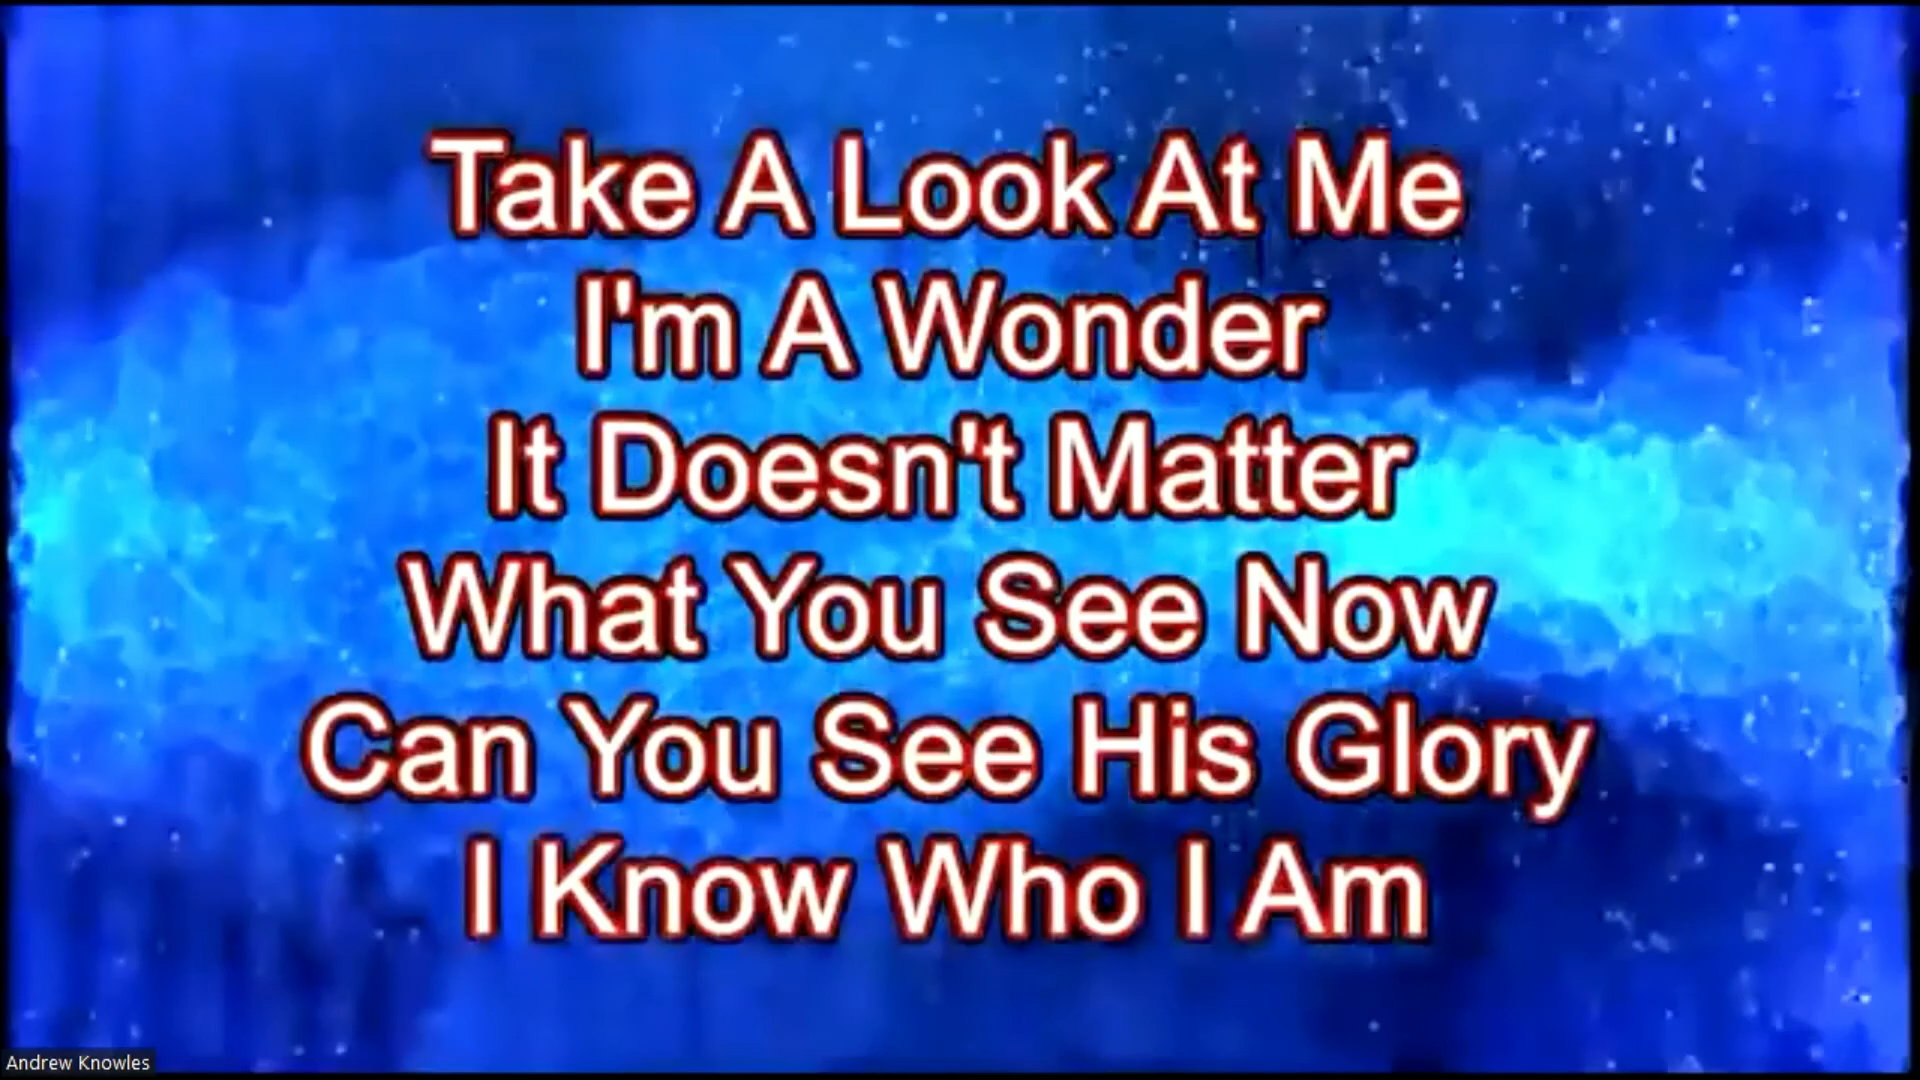 Take A Look At Me
I'm A Wonder
It Doesn't Matter
What You See Now
Can You See His Glory
I Know Who I Am
Andrew Knowles